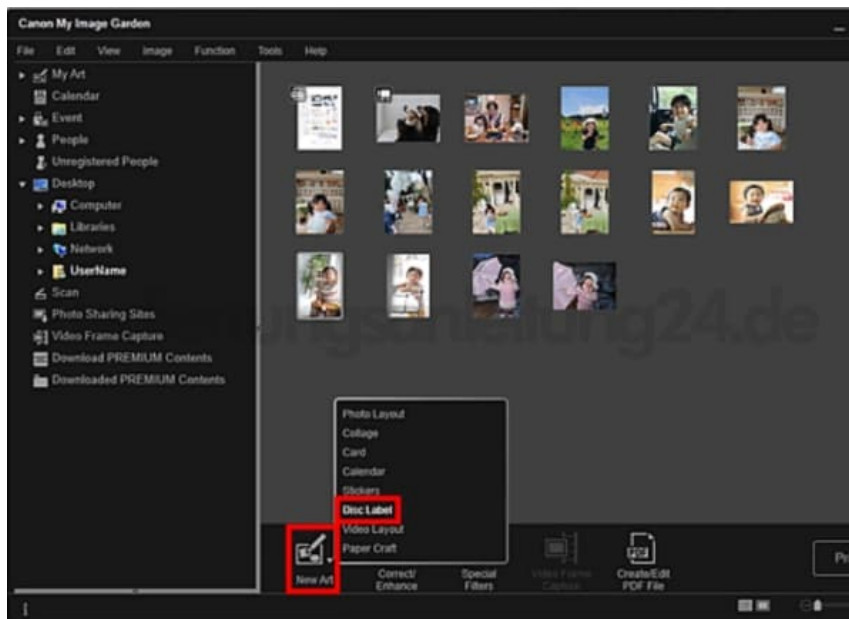 Canon My Image Garden
File Edit View Image Function Tools Help
My Art
Calendar
Event
People
Unregistered People
Desktop
Computer
Libraries
Network
UserName
Scan
Photo Sharing Sites
Video Frame Capture
Download PREMIUM Contents
Downloaded PREMIUM Contents
Photo Layout
Collage
Card
Calendar
Stickers
Disc Label
Video Layout
Paper Craft
New Art
Correct/
Enhance
Special
Filters
Video Frame
Capture
Create/Edit
PDF File